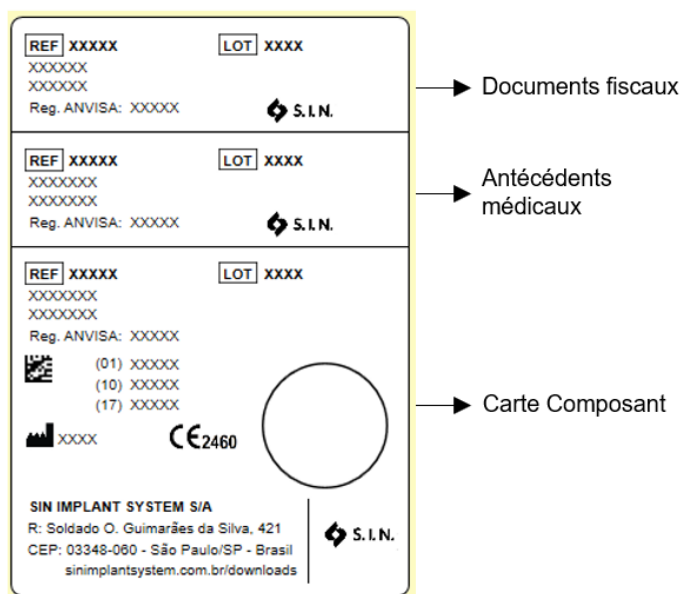 REF XXXXX LOT XXXX
XXXXXX
XXXXXX
Reg. ANVISA: XXXXX
S.I.N.
Documents fiscaux
REF XXXXX LOT XXXX
XXXXXXX
XXXXXXX
Reg. ANVISA: XXXXX
S.I.N.
Antécédents
médicaux
REF XXXXX LOT XXXX
XXXXXXX
XXXXXXX
Reg. ANVISA: XXXXX
(01) XXXXX
(10) XXXXX
(17) XXXXX
XXXX CE2460
Carte Composant
SIN IMPLANT SYSTEM S/A
R: Soldado O. Guimarães da Silva, 421
CEP: 03348-060 - São Paulo/SP - Brasil
sinimplantsystem.com.br/downloads
S.I.N.